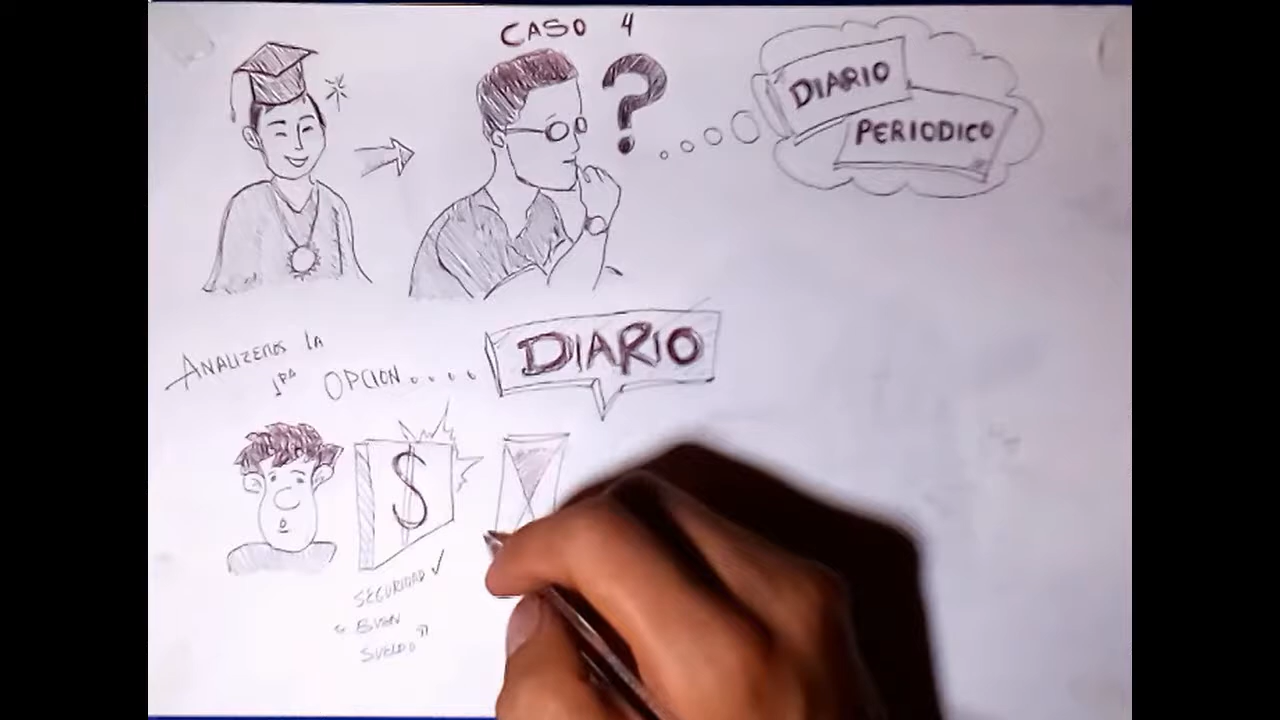 CASO 4
?
DIARIO
PERIODICO
ANALIZEMOS LA
1RA OPCION....
DIARIO
$
SEGURIDAD ✓
"BUEN
SUELDO"